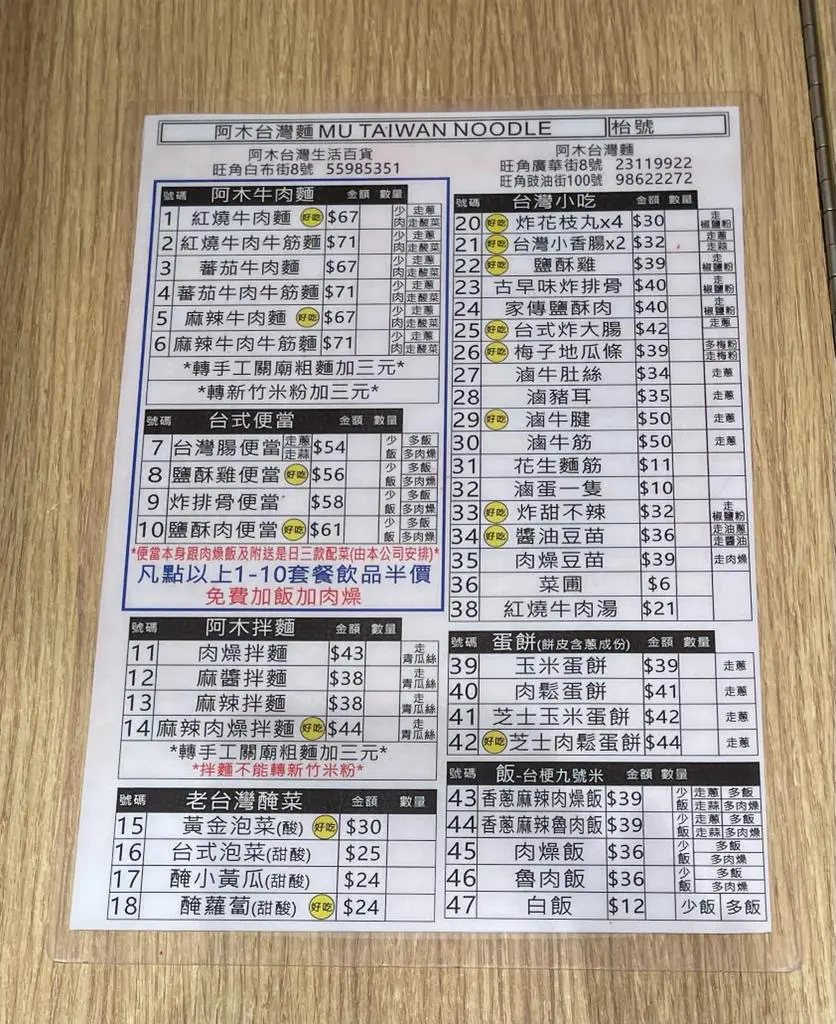 阿木台灣麵 MU TAIWAN NOODLE 枱號
阿木台灣生活百貨
旺角白布街8號 55985351
阿木台灣麵
旺角廣華街8號 23119922
旺角豉油街100號 98622272
號碼 阿木牛肉麵 金額 數量
1 紅燒牛肉麵 好吃 $67 少肉 走蔥 走酸菜
2 紅燒牛肉牛筋麵 $71 少肉 走蔥 走酸菜
3 蕃茄牛肉麵 $67 少肉 走蔥 走酸菜
4 蕃茄牛肉牛筋麵 $71 少肉 走蔥 走酸菜
5 麻辣牛肉麵 好吃 $67 少肉 走蔥 走酸菜
6 麻辣牛肉牛筋麵 $71 少肉 走蔥 走酸菜
*轉手工關廟粗麵加三元*
*轉新竹米粉加三元*
號碼 台式便當 金額 數量
7 台灣腸便當 走蔥 走蒜 $54 少飯 多飯 多肉燥
8 鹽酥雞便當 好吃 $56 少飯 多飯 多肉燥
9 炸排骨便當 $58 少飯 多飯 多肉燥
10 鹽酥肉便當 好吃 $61 少飯 多飯 多肉燥
*便當本身跟肉燥飯及附送是日三款配菜(由本公司安排)*
凡點以上1-10套餐飲品半價
免費加飯加肉燥
號碼 阿木拌麵 金額 數量
11 肉燥拌麵 $43 走青瓜絲
12 麻醬拌麵 $38 走青瓜絲
13 麻辣拌麵 $38 走青瓜絲
14 麻辣肉燥拌麵 好吃 $44 走青瓜絲
*轉手工關廟粗麵加三元*
*拌麵不能轉新竹米粉*
號碼 老台灣醃菜 金額 數量
15 黃金泡菜(酸) 好吃 $30
16 台式泡菜(甜酸) $25
17 醃小黃瓜(甜酸) $24
18 醃蘿蔔(甜酸) 好吃 $24
號碼 台灣小吃 金額 數量
20 好吃 炸花枝丸x4 $30 走椒鹽粉
21 好吃 台灣小香腸x2 $32 走蔥 走蒜
22 好吃 鹽酥雞 $39 走椒鹽粉
23 古早味炸排骨 $40 走椒鹽粉
24 家傳鹽酥肉 $40 走椒鹽粉
25 好吃 台式炸大腸 $42 走蔥
26 好吃 梅子地瓜條 $39 多梅粉 走梅粉
27 滷牛肚絲 $34 走蔥
28 滷豬耳 $35 走蔥
29 好吃 滷牛腱 $50 走蔥
30 滷牛筋 $50 走蔥
31 花生麵筋 $11
32 滷蛋一隻 $10
33 好吃 炸甜不辣 $32 走椒鹽粉
34 好吃 醬油豆苗 $36 走油蔥 走醬油
35 肉燥豆苗 $39 走肉燥
36 菜圃 $6
38 紅燒牛肉湯 $21
號碼 蛋餅(餅皮含蔥成份) 金額 數量
39 玉米蛋餅 $39 走蔥
40 肉鬆蛋餅 $41 走蔥
41 芝士玉米蛋餅 $42 走蔥
42 好吃 芝士肉鬆蛋餅 $44 走蔥
號碼 飯-台梗九號米 金額 數量
43 香蔥麻辣肉燥飯 $39 少飯 走蔥 多飯 走蒜 多肉燥
44 香蔥麻辣魯肉飯 $39 少飯 走蔥 多飯 走蒜 多肉燥
45 肉燥飯 $36 少飯 多飯 多肉燥
46 魯肉飯 $36 少飯 多飯 多肉燥
47 白飯 $12 少飯 多飯